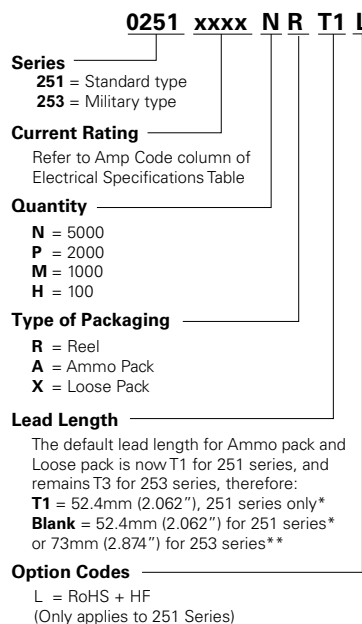 0251 xxxx N R T1 L
Series
251 = Standard type
253 = Military type
Current Rating
Refer to Amp Code column of
Electrical Specifications Table
Quantity
N = 5000
P = 2000
M = 1000
H = 100
Type of Packaging
R = Reel
A = Ammo Pack
X = Loose Pack
Lead Length
The default lead length for Ammo pack and
Loose pack is now T1 for 251 series, and
remains T3 for 253 series, therefore:
T1 = 52.4mm (2.062"), 251 series only*
Blank = 52.4mm (2.062") for 251 series*
or 73mm (2.874") for 253 series**
Option Codes
L = RoHS + HF
(Only applies to 251 Series)